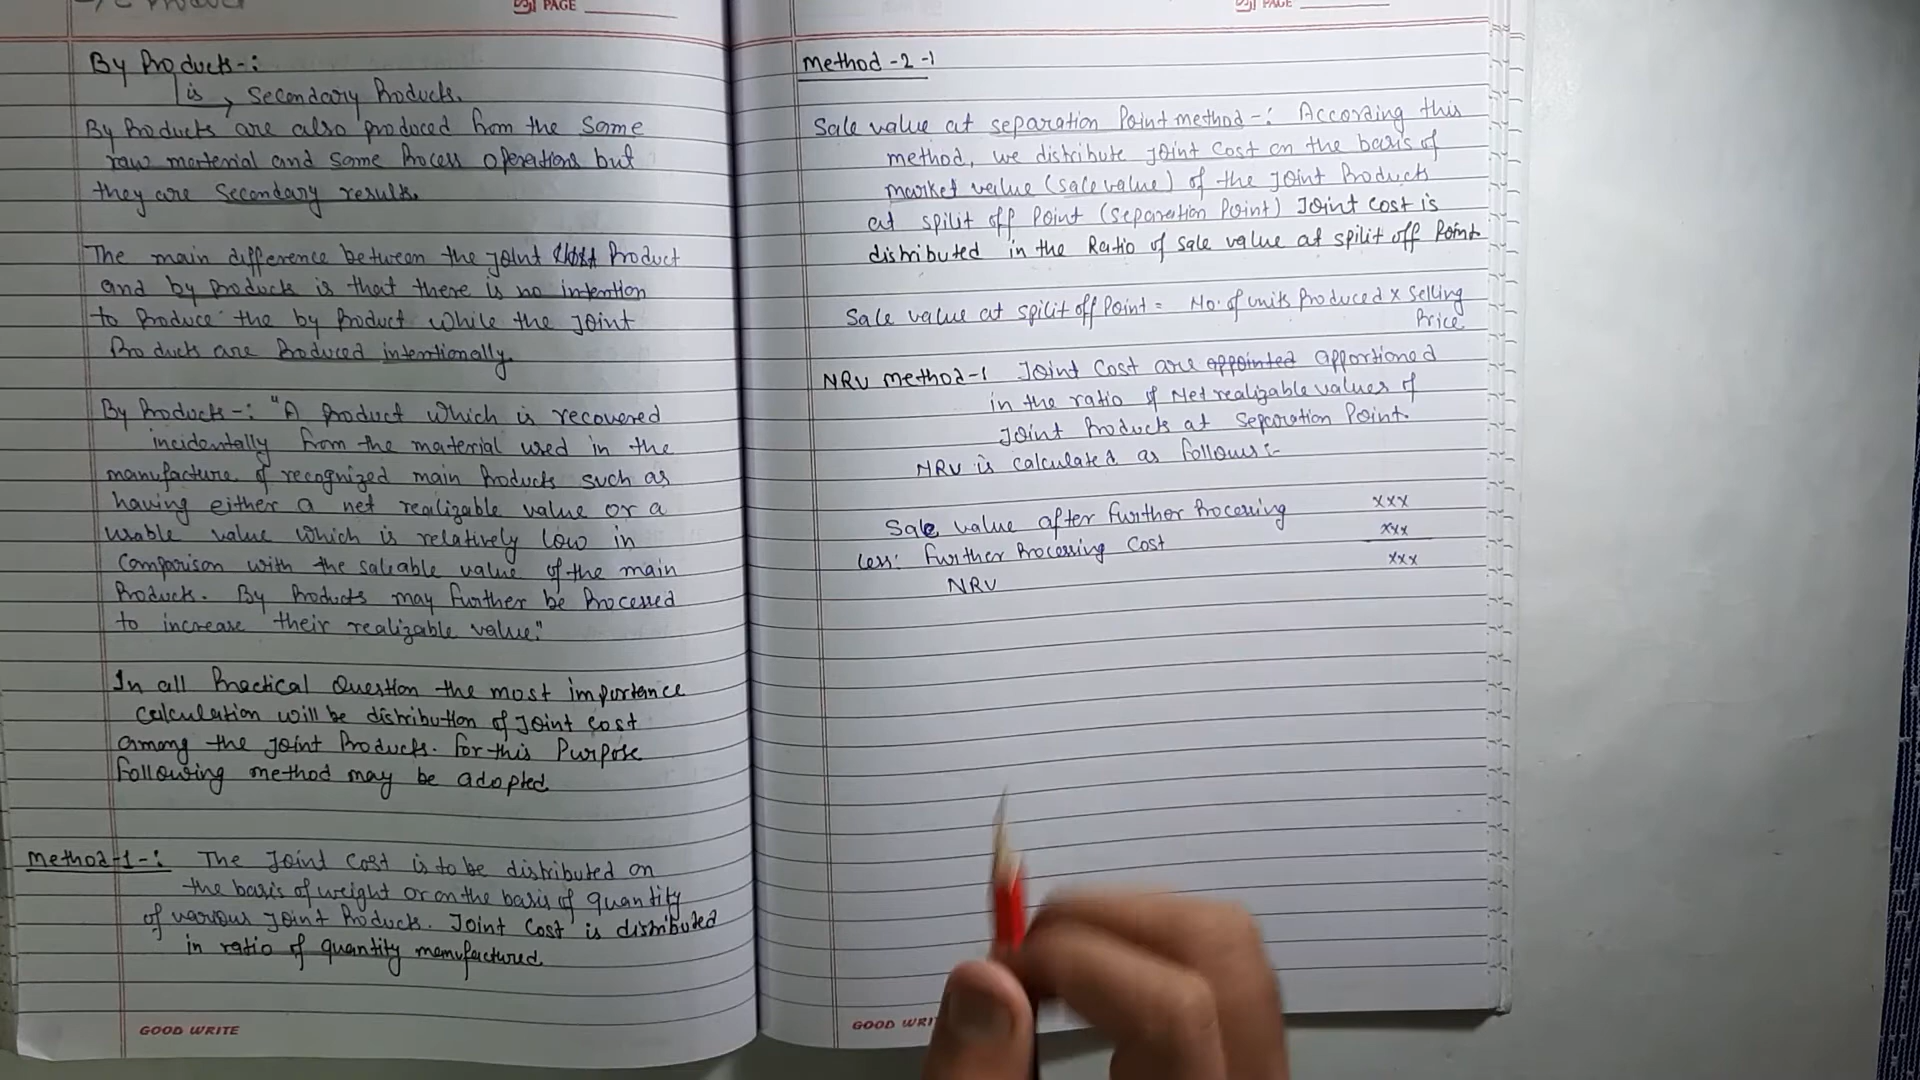 PAGE
By Products-:
is → Secondary Products.
By Products are also produced from the same
raw material and same Process operations but
they are Secondary results.
The main difference between the Joint Product
and by products is that there is no intention
to Produce the by Product while the Joint
Products are Produced intentionally.
By Products-: "A Product which is recovered
incidentally from the material used in the
manufacture of recognized main Products such as
having either a net realizable value or a
usable value which is relatively low in
Comparison with the saleable value of the main
Products. By Products may further be Processed
to increase their realizable value."
In all Practical Question the most importance
Calculation will be distribution of Joint Cost
among the Joint Products. For this Purpose
following method may be adopted
Method-1-: The Joint Cost is to be distributed on
the basis of weight or on the basis of quantity
of various Joint Products. Joint Cost is distributed
in ratio of quantity manufactured.
GOOD WRITE
PAGE
Method-2-1
Sale value at separation Point method-: According this
method, we distribute Joint Cost on the basis of
market value (sale value) of the Joint Products
at spilit off Point (Separation Point) Joint Cost is
distributed in the Ratio of sale value at spilit off Point
Sale value at spilit off Point = No. of units Produced x Selling
Price
NRV method-1 Joint Cost are appointed apportioned
in the ratio of Net realizable values of
Joint Products at Separation Point.
NRV is calculated as follows:-
Sale value after further Processing xxx
Less: Further Processing Cost xxx
NRV xxx
GOOD WRI